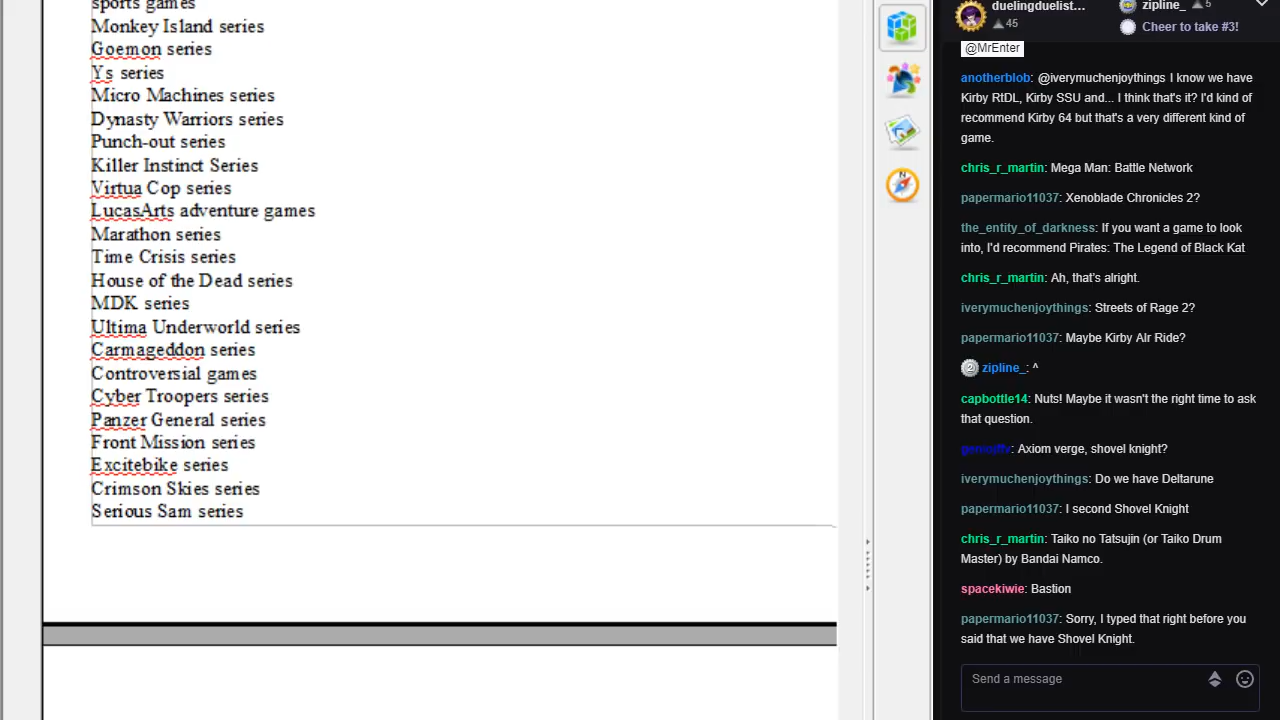 sports games
Monkey Island series
Goemon series
Ys series
Micro Machines series
Dynasty Warriors series
Punch-out series
Killer Instinct Series
Virtua Cop series
LucasArts adventure games
Marathon series
Time Crisis series
House of the Dead series
MDK series
Ultima Underworld series
Carmageddon series
Controversial games
Cyber Troopers series
Panzer General series
Front Mission series
Excitebike series
Crimson Skies series
Serious Sam series
N
duelingduelist...
45
zipline_ 5
Cheer to take #3!
@MrEnter
anotherblob: @iverymuchenjoythings I know we have
Kirby RtDL, Kirby SSU and... I think that's it? I'd kind of
recommend Kirby 64 but that's a very different kind of
game.
chris_r_martin: Mega Man: Battle Network
papermario11037: Xenoblade Chronicles 2?
the_entity_of_darkness: If you want a game to look
into, I'd recommend Pirates: The Legend of Black Kat
chris_r_martin: Ah, that's alright.
iverymuchenjoythings: Streets of Rage 2?
papermario11037: Maybe Kirby AIr Ride?
2 zipline_: ^
capbottle14: Nuts! Maybe it wasn't the right time to ask
that question.
: Axiom verge, shovel knight?
iverymuchenjoythings: Do we have Deltarune
papermario11037: I second Shovel Knight
chris_r_martin: Taiko no Tatsujin (or Taiko Drum
Master) by Bandai Namco.
spacekiwie: Bastion
papermario11037: Sorry, I typed that right before you
said that we have Shovel Knight.
Send a message